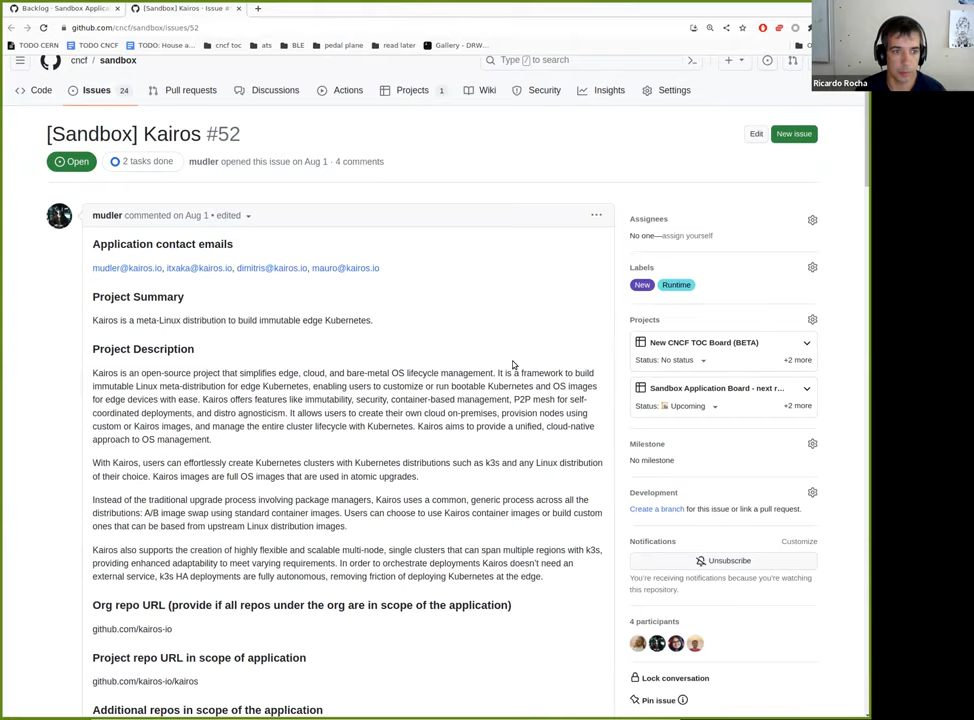 Backlog - Sandbox Applica
[Sandbox] Kairos · Issue #
github.com/cncf/sandbox/issues/52
TODO CERN
TODO CNCF
TODO: House a...
cncf toc
ats
BLE
pedal plane
read later
Gallery - DRW...
Ricardo Rocha
cncf / sandbox
Type / to search
Code
Issues 24
Pull requests
Discussions
Actions
Projects 1
Wiki
Security
Insights
Settings
[Sandbox] Kairos #52
Edit
New issue
Open
2 tasks done
mudler opened this issue on Aug 1 · 4 comments
mudler commented on Aug 1 • edited
Application contact emails
mudler@kairos.io, itxaka@kairos.io, dimitris@kairos.io, mauro@kairos.io
Project Summary
Kairos is a meta-Linux distribution to build immutable edge Kubernetes.
Project Description
Kairos is an open-source project that simplifies edge, cloud, and bare-metal OS lifecycle management. It is a framework to build
immutable Linux meta-distribution for edge Kubernetes, enabling users to customize or run bootable Kubernetes and OS images
for edge devices with ease. Kairos offers features like immutability, security, container-based management, P2P mesh for self-
coordinated deployments, and distro agnosticism. It allows users to create their own cloud on-premises, provision nodes using
custom or Kairos images, and manage the entire cluster lifecycle with Kubernetes. Kairos aims to provide a unified, cloud-native
approach to OS management.
With Kairos, users can effortlessly create Kubernetes clusters with Kubernetes distributions such as k3s and any Linux distribution
of their choice. Kairos images are full OS images that are used in atomic upgrades.
Instead of the traditional upgrade process involving package managers, Kairos uses a common, generic process across all the
distributions: A/B image swap using standard container images. Users can choose to use Kairos container images or build custom
ones that can be based from upstream Linux distribution images.
Kairos also supports the creation of highly flexible and scalable multi-node, single clusters that can span multiple regions with k3s,
providing enhanced adaptability to meet varying requirements. In order to orchestrate deployments Kairos doesn't need an
external service, k3s HA deployments are fully autonomous, removing friction of deploying Kubernetes at the edge.
Org repo URL (provide if all repos under the org are in scope of the application)
github.com/kairos-io
Project repo URL in scope of application
github.com/kairos-io/kairos
Additional repos in scope of the application
Assignees
No one—assign yourself
Labels
New
Runtime
Projects
New CNCF TOC Board (BETA)
Status: No status
+2 more
Sandbox Application Board - next r...
Status: Upcoming
+2 more
Milestone
No milestone
Development
Create a branch for this issue or link a pull request.
Notifications
Customize
Unsubscribe
You're receiving notifications because you're watching
this repository.
4 participants
Lock conversation
Pin issue